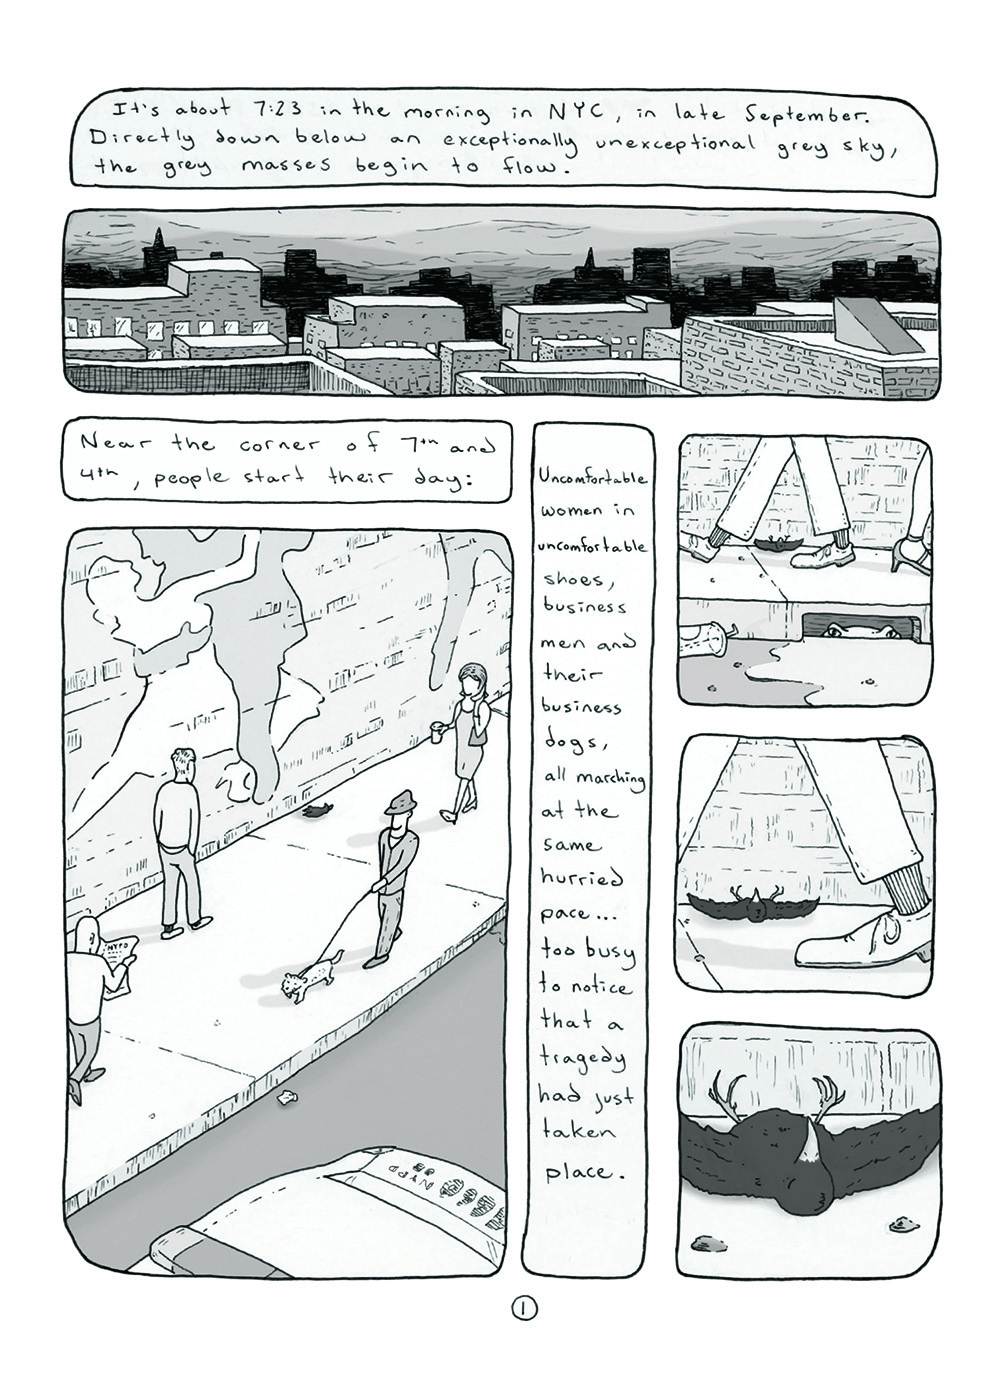 It's about 7:23 in the morning in NYC, in late September.
Directly down below an exceptionally unexceptional grey sky,
the grey masses begin to flow.
Near the corner of 7th and
4th, people start their day:
Uncomfortable
women in
uncomfortable
shoes,
business
men and
their
business
dogs,
all marching
at the
same
hurried
pace...
too busy
to notice
that a
tragedy
had just
taken
place.
NYPD
NYPD
1